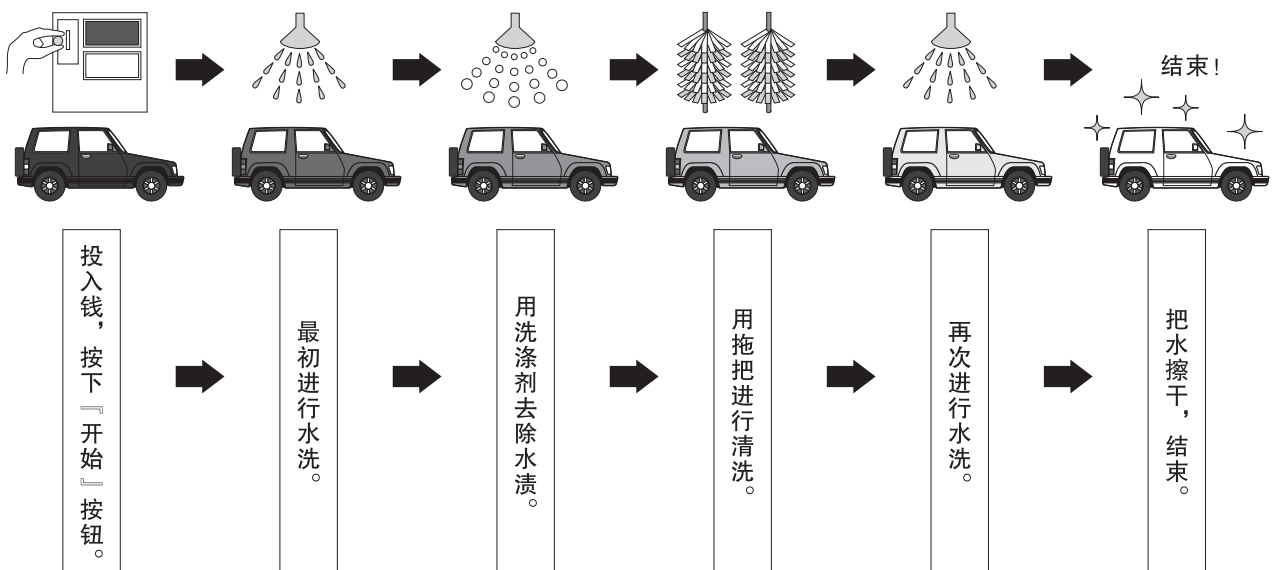 结束！
投入钱，按下『开始』按钮。
最初进行水洗。
用洗涤剂去除水渍。
用拖把进行清洗。
再次进行水洗。
把水擦干，结束。